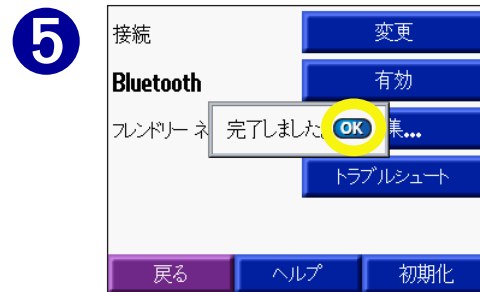 5
接続 変更
Bluetooth 有効
フレンドリー ネ 集...
完了しました OK
トラブルシュート
戻る ヘルプ 初期化